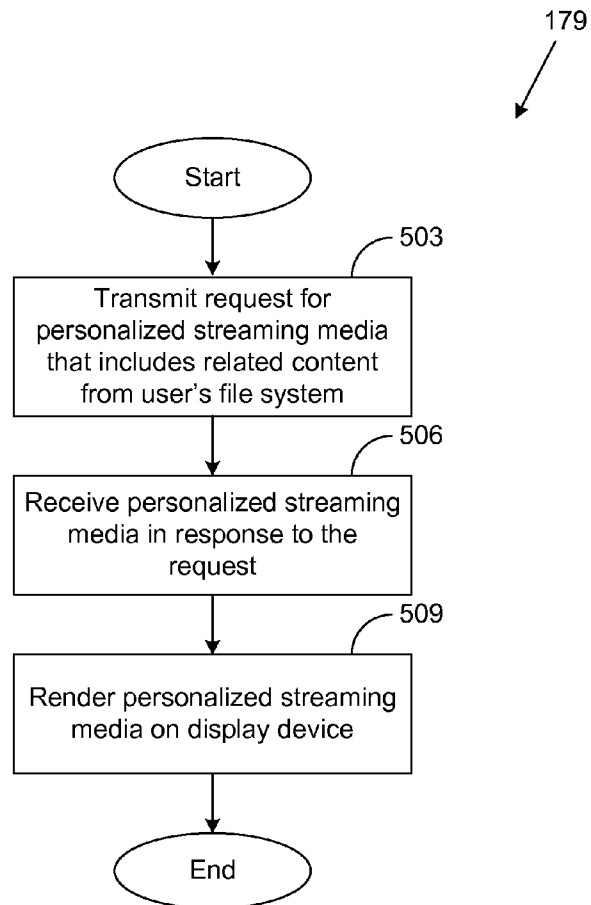 179
Start
503
Transmit request for
personalized streaming media
that includes related content
from user's file system
506
Receive personalized streaming
media in response to the
request
509
Render personalized streaming
media on display device
End